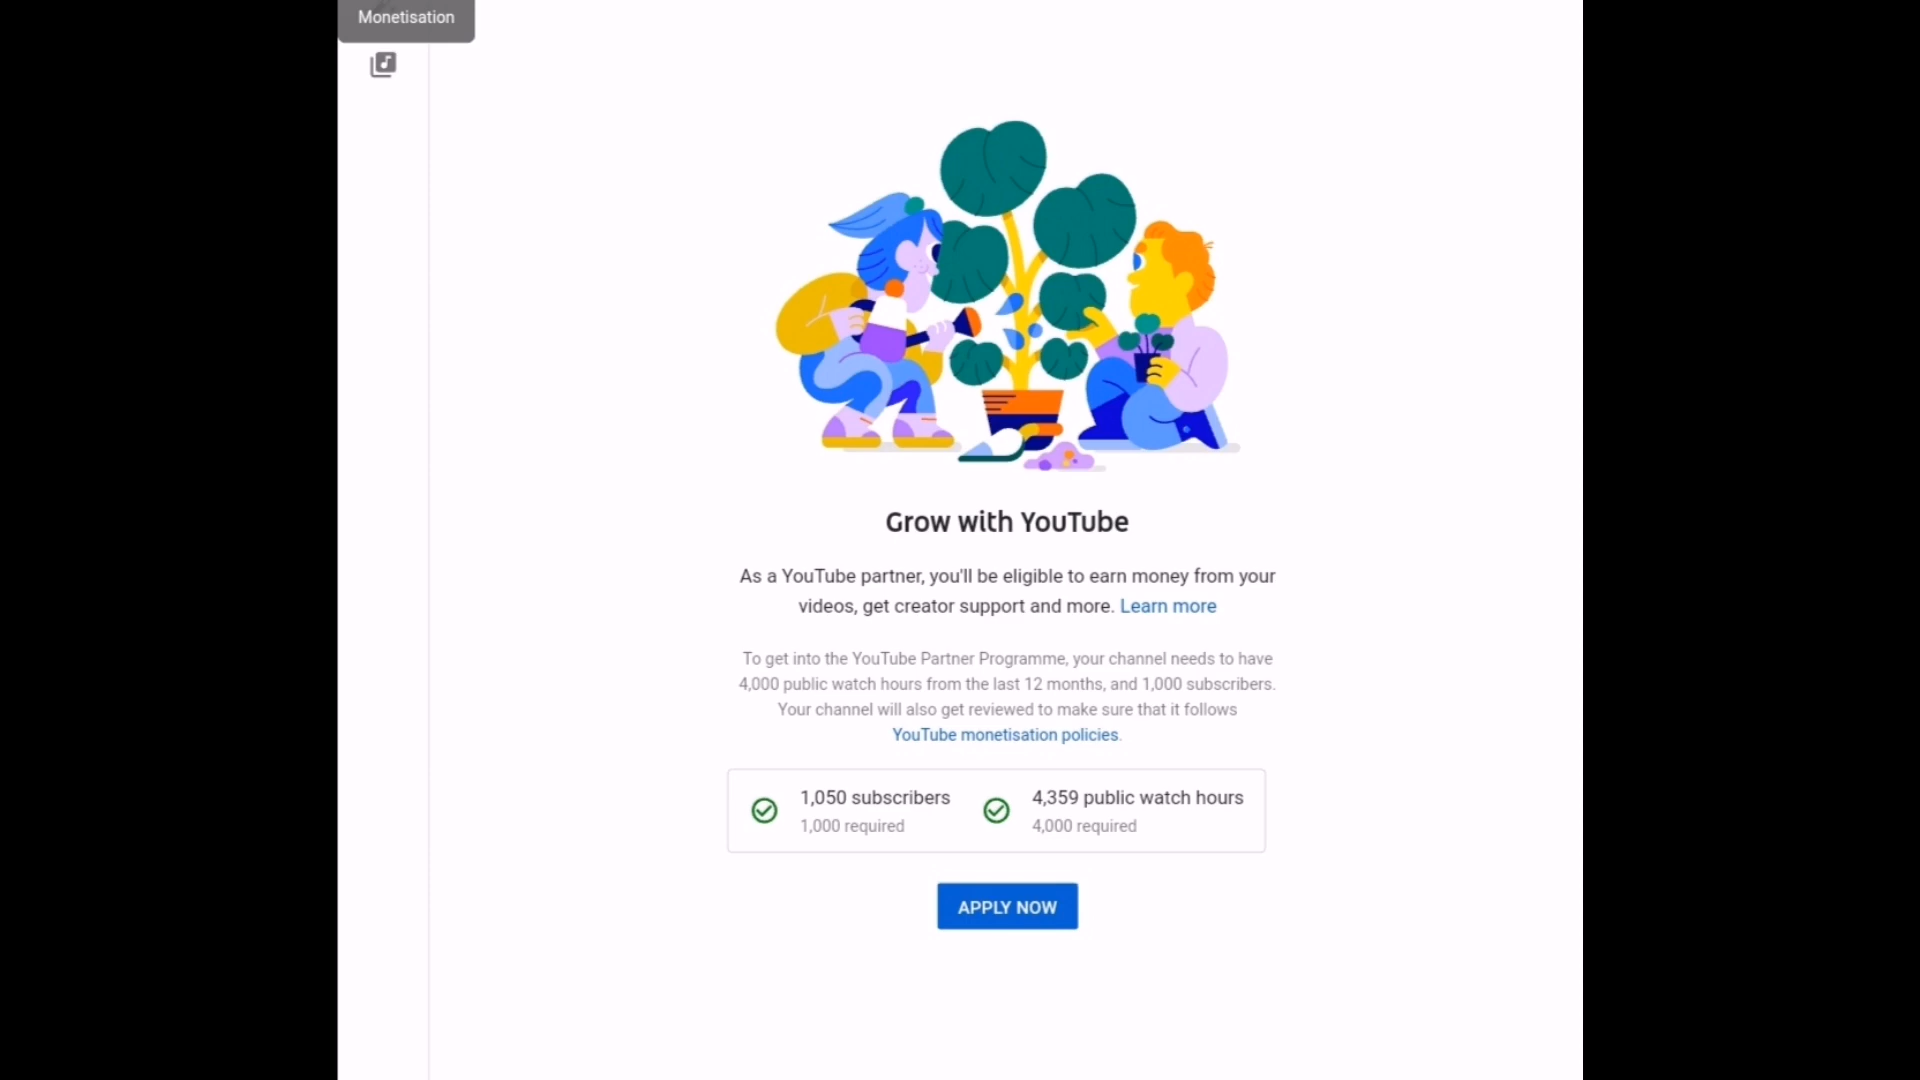 Monetisation
Grow with YouTube
As a YouTube partner, you'll be eligible to earn money from your
videos, get creator support and more. Learn more
To get into the YouTube Partner Programme, your channel needs to have
4,000 public watch hours from the last 12 months, and 1,000 subscribers.
Your channel will also get reviewed to make sure that it follows
YouTube monetisation policies.
1,050 subscribers
1,000 required
4,359 public watch hours
4,000 required
APPLY NOW